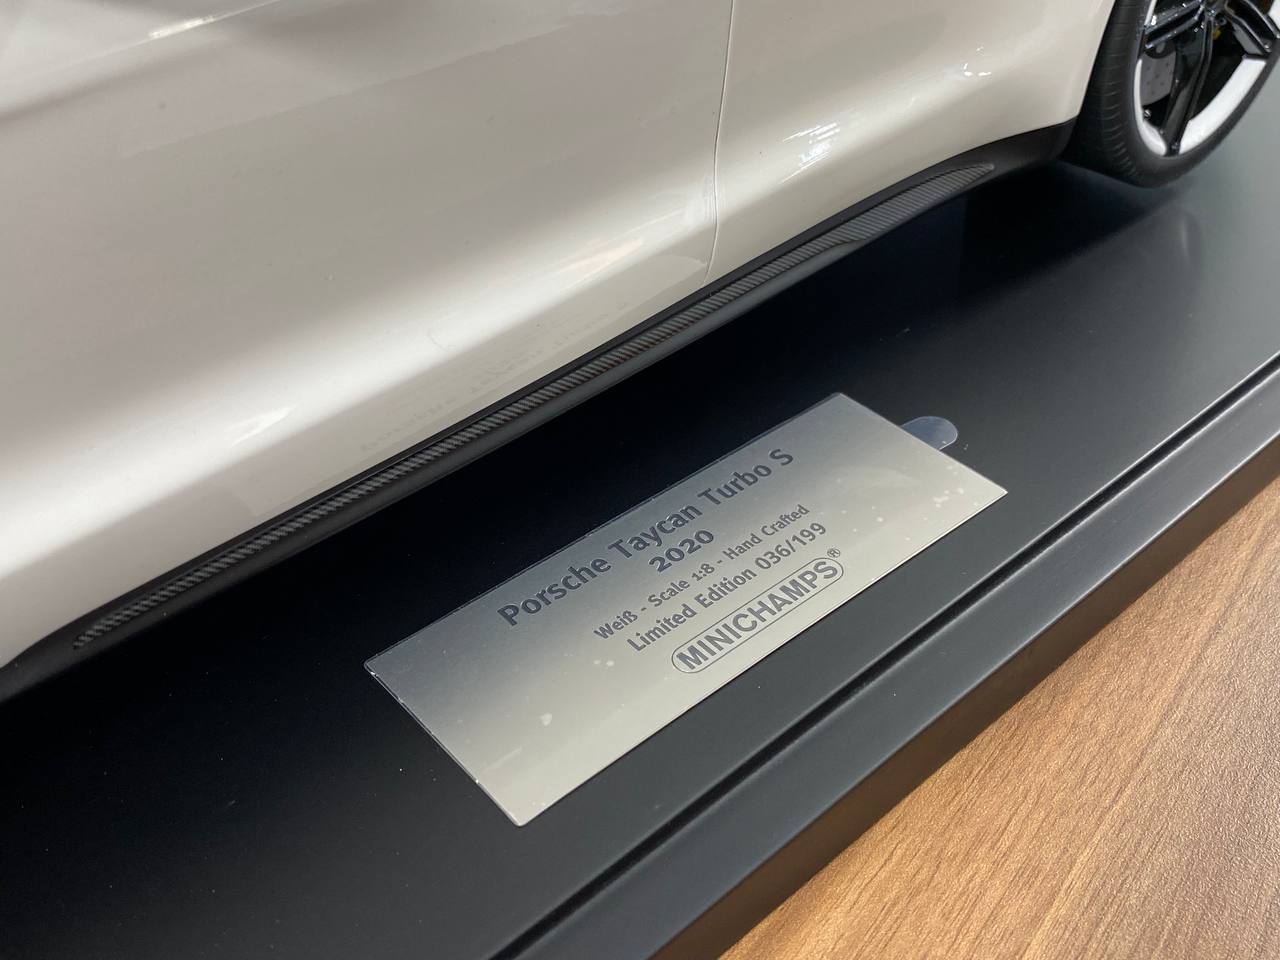 Porsche Taycan Turbo S
2020
Weiß - Scale 1:8 - Hand Crafted
Limited Edition 036/199
MINICHAMPS®